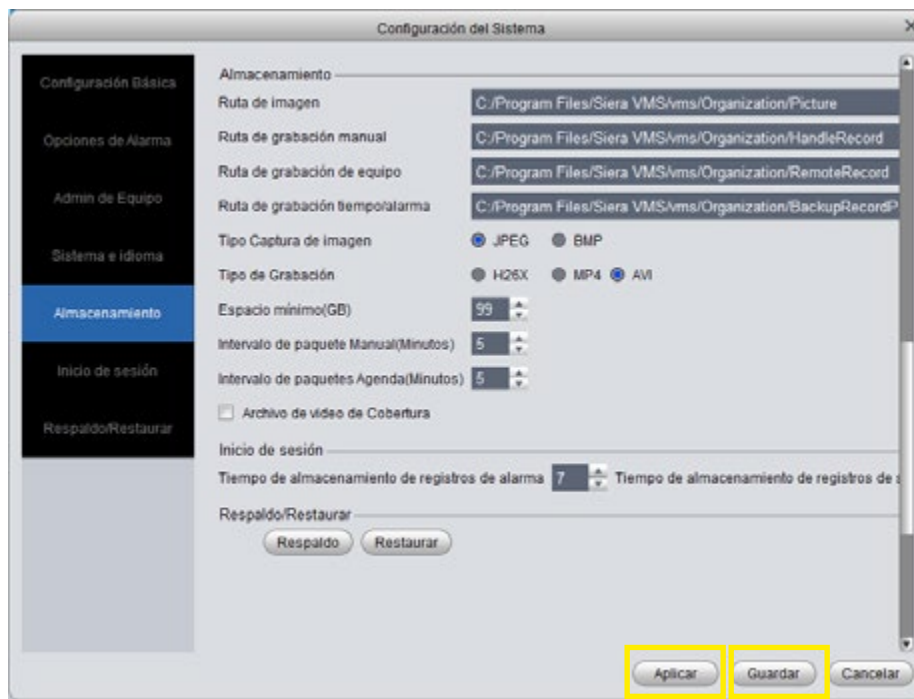 Configuración del Sistema
Configuración Básica
Opciones de Alarma
Admin de Equipo
Sistema e idioma
Almacenamiento
Inicio de sesión
Respaldo/Restaurar
Almacenamiento
Ruta de imagen C:/Program Files/Siera VMS/vms/Organization/Picture
Ruta de grabación manual C:/Program Files/Siera VMS/vms/Organization/HandleRecord
Ruta de grabación de equipo C:/Program Files/Siera VMS/vms/Organization/RemoteRecord
Ruta de grabación tiempo/alarma C:/Program Files/Siera VMS/vms/Organization/BackupRecordP
Tipo Captura de imagen JPEG BMP
Tipo de Grabación H26X MP4 AVI
Espacio mínimo(GB) 99
Intervalo de paquete Manual(Minutos) 5
Intervalo de paquetes Agenda(Minutos) 5
Archivo de video de Cobertura
Inicio de sesión
Tiempo de almacenamiento de registros de alarma 7 Tiempo de almacenamiento de registros de
Respaldo/Restaurar
Respaldo Restaurar
Aplicar Guardar Cancelar